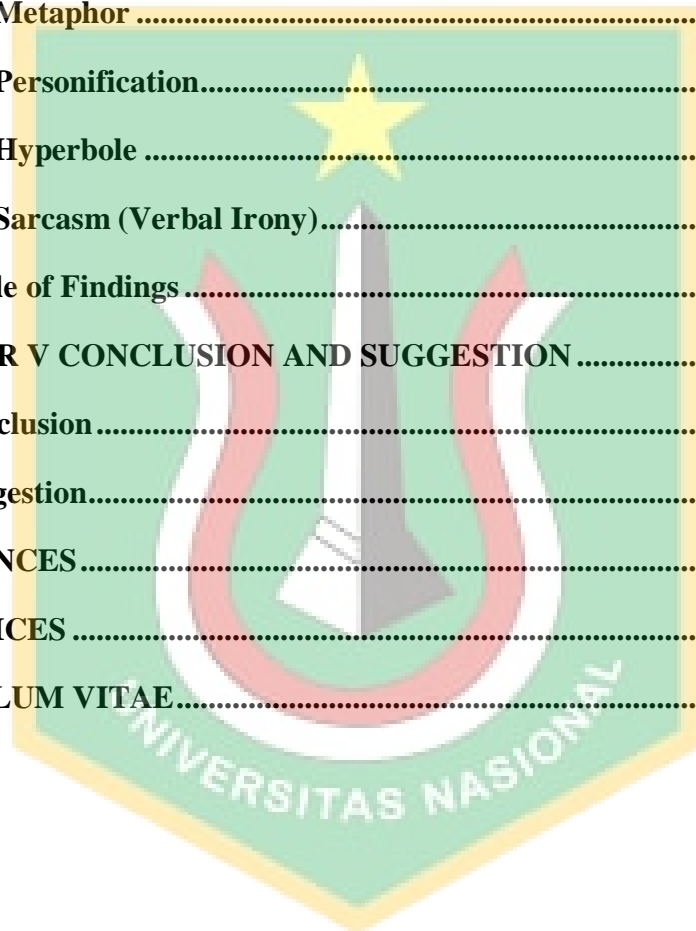 Metaphor ........................................................................
Personification................................................................
Hyperbole .......................................................................
Sarcasm (Verbal Irony)................................................
le of Findings .................................................................
R V CONCLUSION AND SUGGESTION ...............
clusion............................................................................
gestion.............................................................................
NCES ..............................................................................
ICES ...............................................................................
LUM VITAE..................................................................
UNIVERSITAS NASIONAL